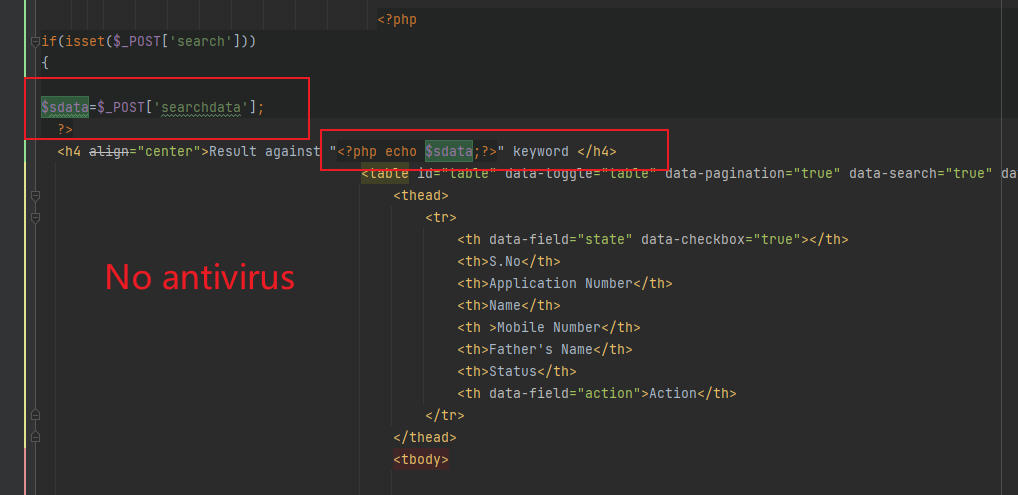 <?php
if(isset($_POST['search']))
{
$sdata=$_POST['searchdata'];
?>
<h4 align="center">Result against "<?php echo $sdata;?>" keyword </h4>
<table id="table" data-toggle="table" data-pagination="true" data-search="true" da
<thead>
<tr>
<th data-field="state" data-checkbox="true"></th>
<th>S.No</th>
<th>Application Number</th>
<th>Name</th>
<th >Mobile Number</th>
<th>Father's Name</th>
<th>Status</th>
<th data-field="action">Action</th>
</tr>
</thead>
<tbody>
No antivirus